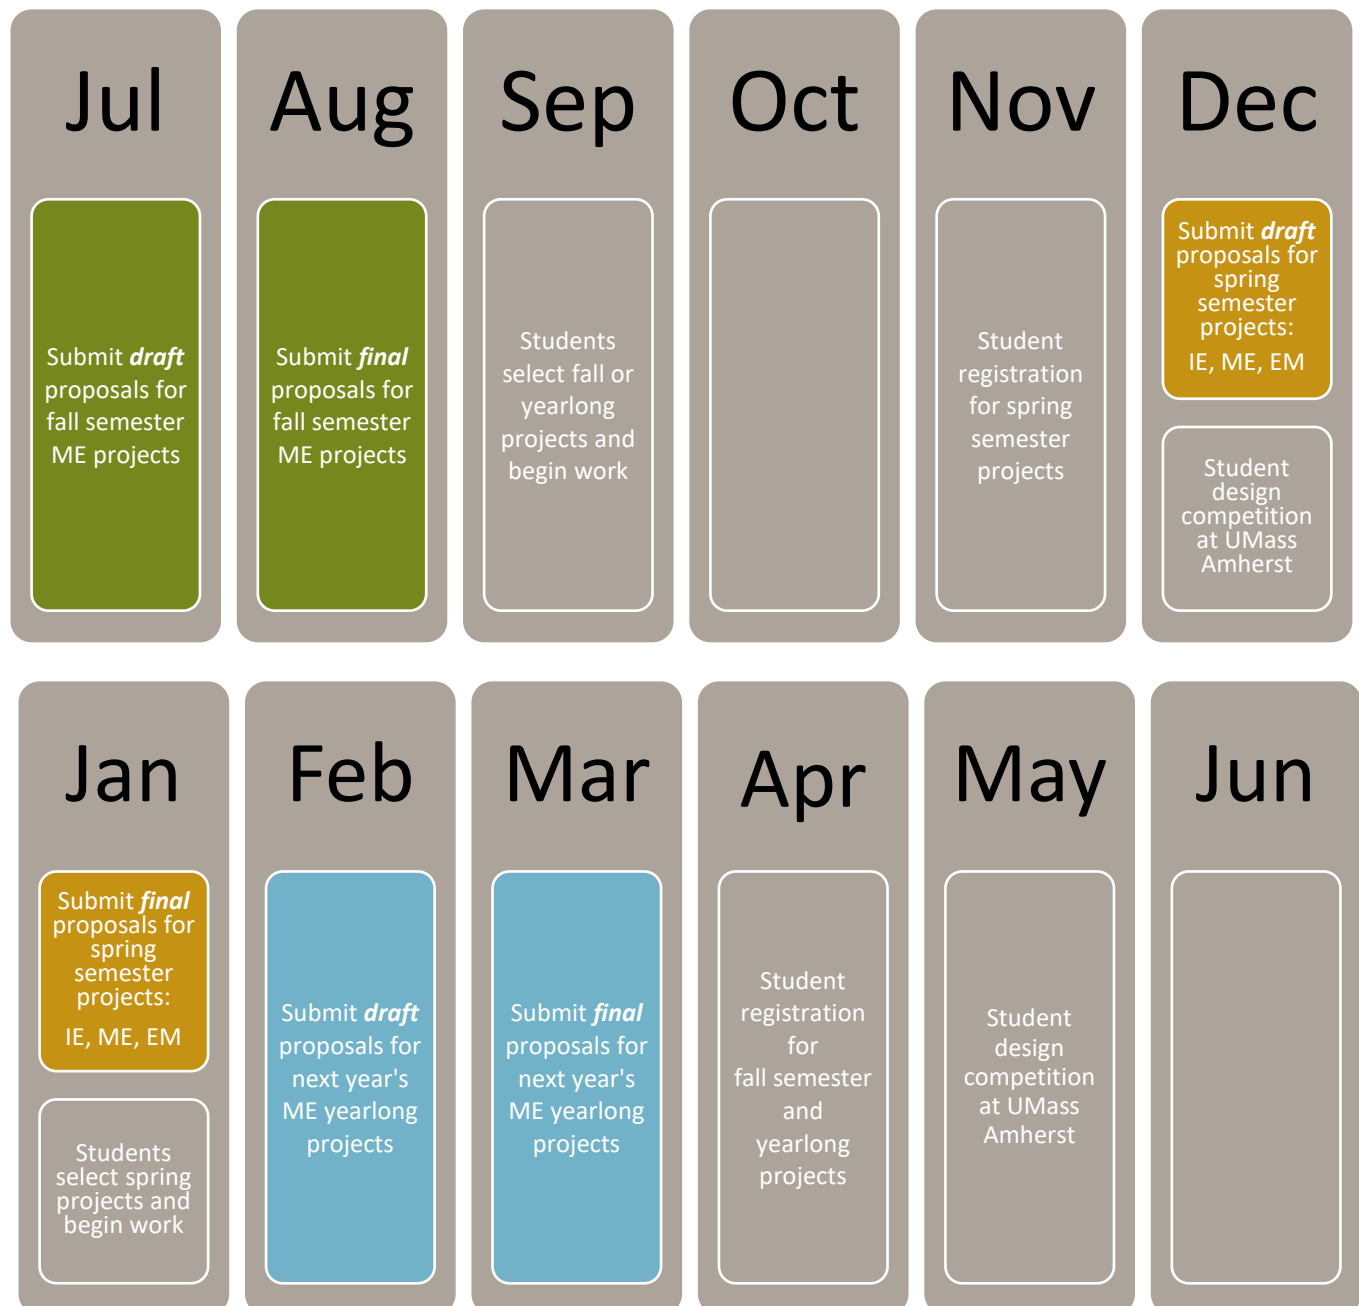 Jul
Submit draft
proposals for
fall semester
ME projects
Aug
Submit final
proposals for
fall semester
ME projects
Sep
Students
select fall or
yearlong
projects and
begin work
Oct
Nov
Student
registration
for spring
semester
projects
Dec
Submit draft
proposals for
spring
semester
projects:
IE, ME, EM
Student
design
competition
at UMass
Amherst
Jan
Submit final
proposals for
spring
semester
projects:
IE, ME, EM
Students
select spring
projects and
begin work
Feb
Submit draft
proposals for
next year's
ME yearlong
projects
Mar
Submit final
proposals for
next year's
ME yearlong
projects
Apr
Student
registration
for
fall semester
and
yearlong
projects
May
Student
design
competition
at UMass
Amherst
Jun